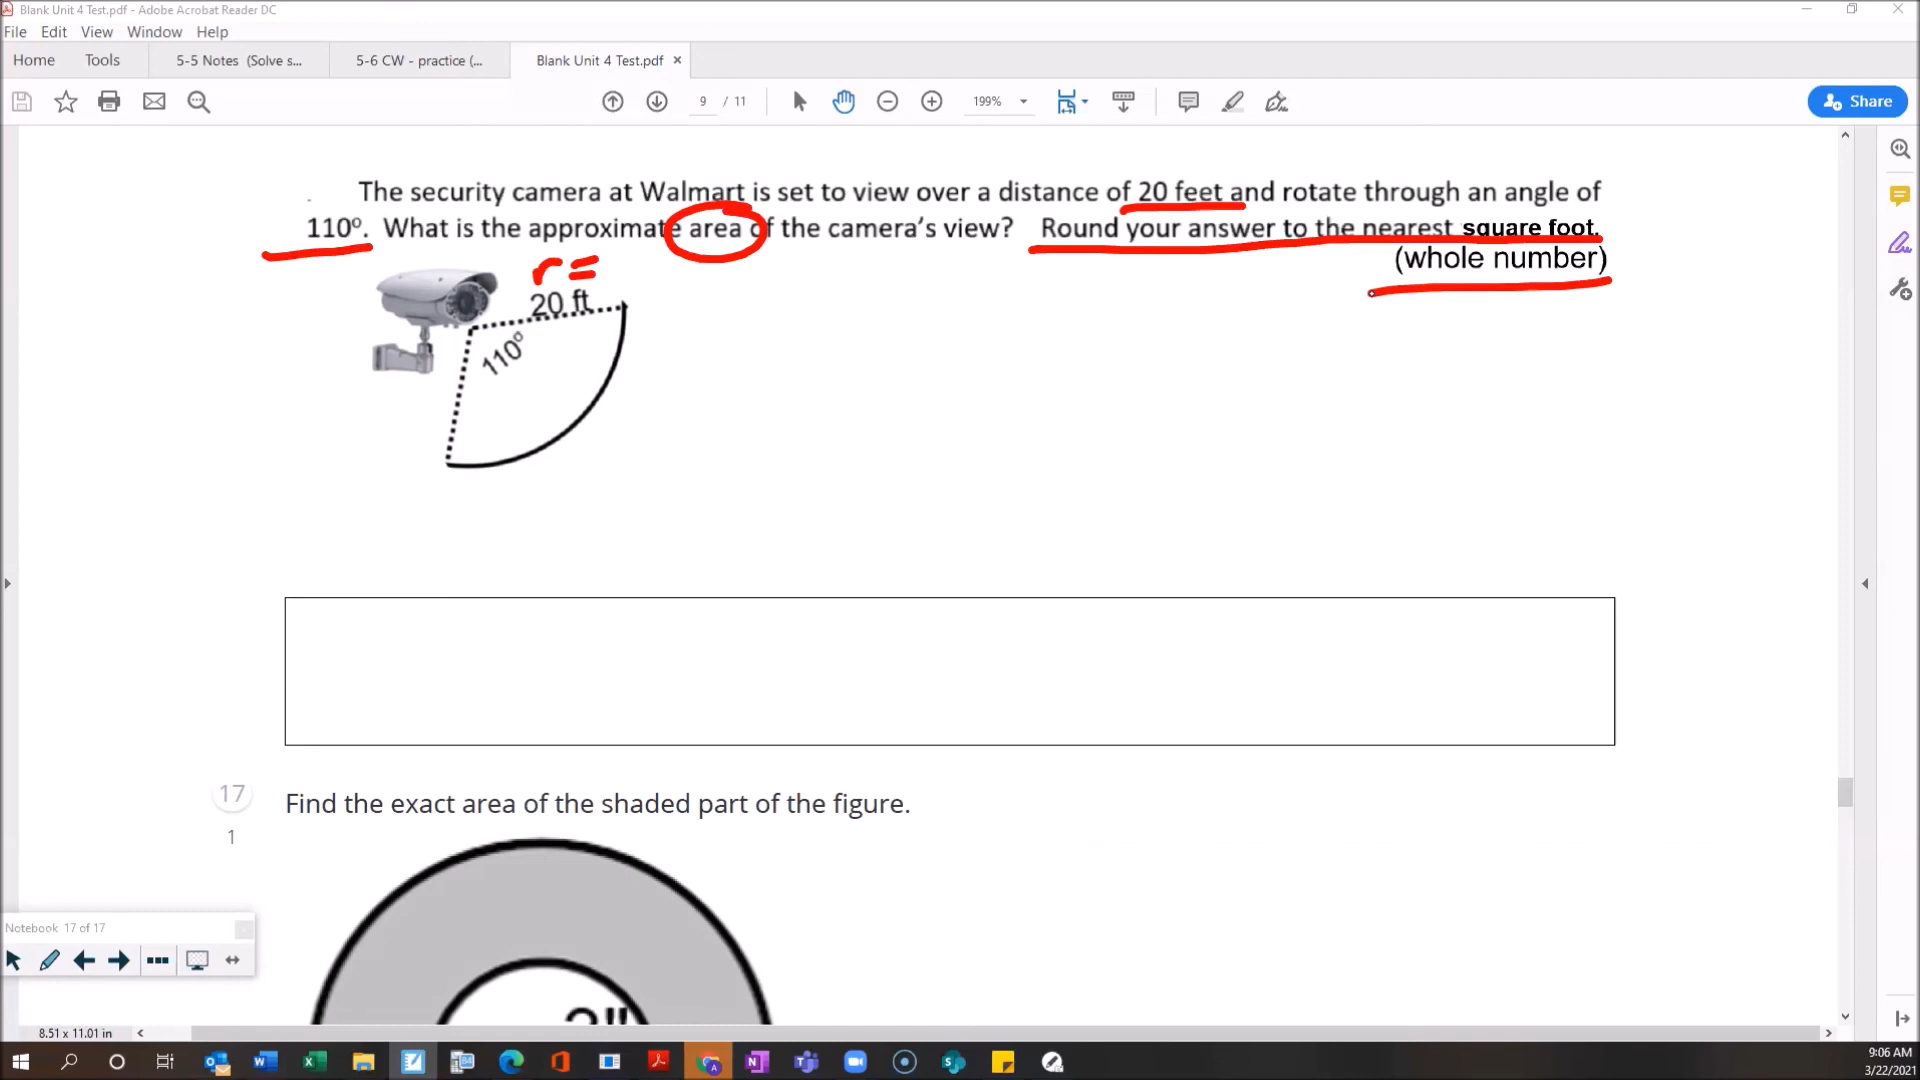 Blank Unit 4 Test.pdf - Adobe Acrobat Reader DC
File Edit View Window Help
Home Tools 5-5 Notes (Solve s... 5-6 CW - practice (... Blank Unit 4 Test.pdf ×
9 / 11 199% Share
The security camera at Walmart is set to view over a distance of 20 feet and rotate through an angle of
110º. What is the approximate area of the camera's view? Round your answer to the nearest square foot.
(whole number)
r =
20 ft
110º
17 Find the exact area of the shaded part of the figure.
1
Notebook 17 of 17
8.51 x 11.01 in
9:06 AM
3/22/2021